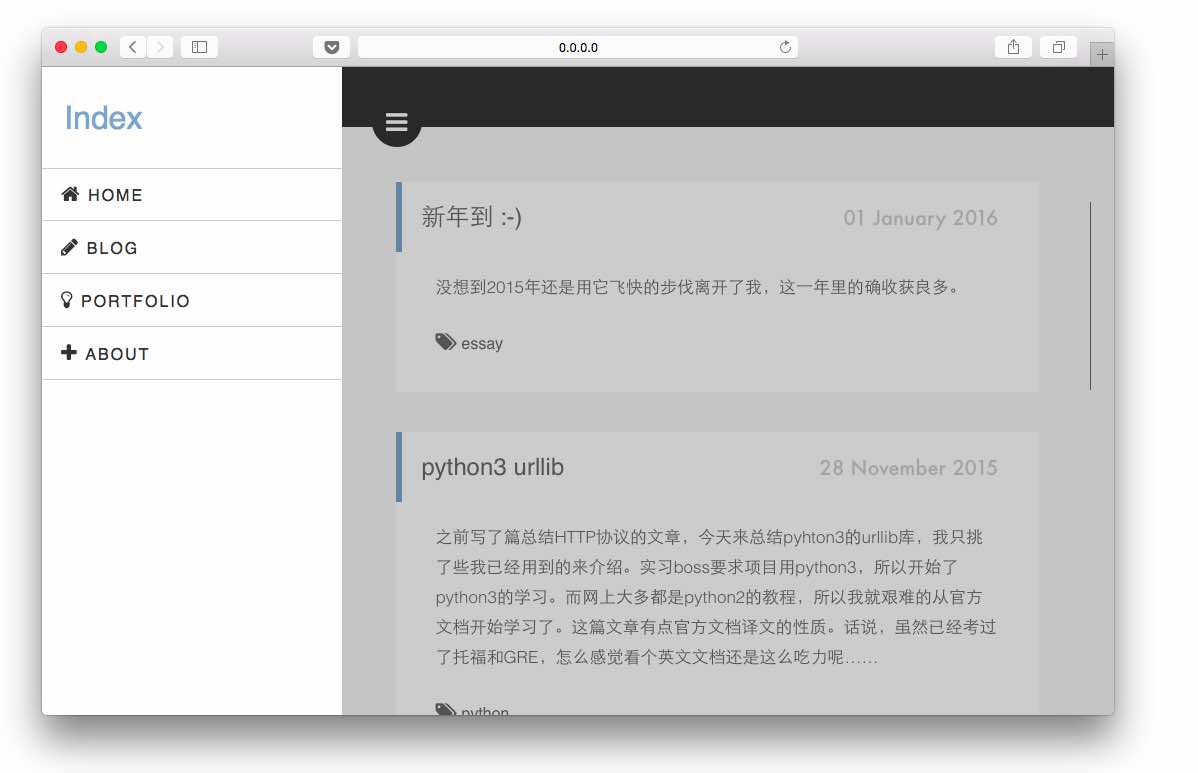 0.0.0.0
Index
HOME
BLOG
PORTFOLIO
ABOUT
新年到 :-)
01 January 2016
没想到2015年还是用它飞快的步伐离开了我，这一年里的确收获良多。
essay
python3 urllib
28 November 2015
之前写了篇总结HTTP协议的文章，今天来总结pyhton3的urllib库，我只挑
了些我已经用到的来介绍。实习boss要求项目用python3，所以开始了
python3的学习。而网上大多都是python2的教程，所以我就艰难的从官方
文档开始学习了。这篇文章有点官方文档译文的性质。话说，虽然已经考过
了托福和GRE，怎么感觉看个英文文档还是这么吃力呢……
python